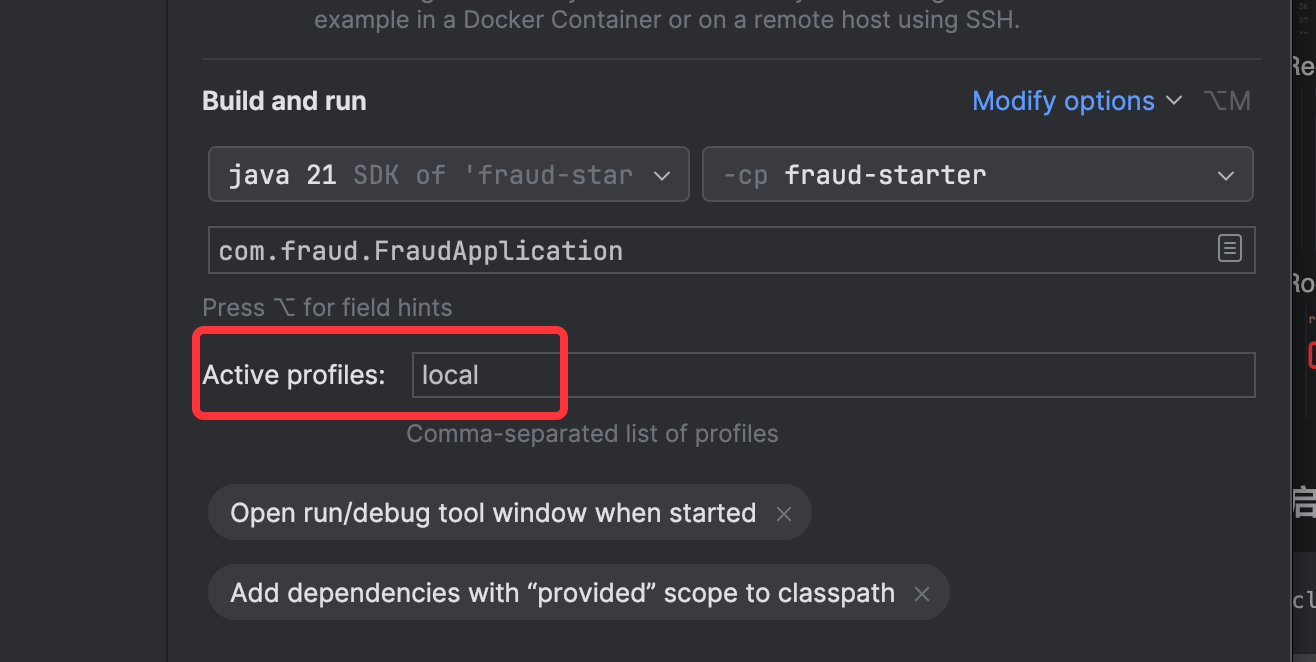 example in a Docker Container or on a remote host using SSH.
Build and run
Modify options ⌥M
java 21 SDK of 'fraud-star
-cp fraud-starter
com.fraud.FraudApplication
Press ⌥ for field hints
Active profiles: local
Comma-separated list of profiles
Open run/debug tool window when started ×
Add dependencies with “provided” scope to classpath ×
36
37
Re
Ro
r
启
cl